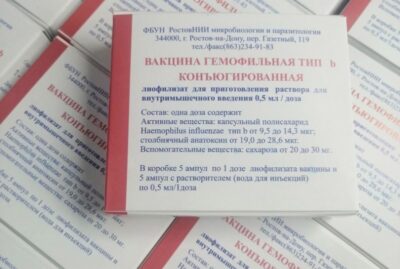 ФБУН РостовНИИ микробиологии и паразитологии
344000, г. Ростов-на-Дону, пер. Газетный, 119
тел./факс(863)234-91-83
ВАКЦИНА ГЕМОФИЛЬНАЯ ТИП b
КОНЪЮГИРОВАННАЯ
лиофилизат для приготовления раствора для
внутримышечного введения 0,5 мл / доза
Состав: одна доза содержит
Активные вещества: капсульный полисахарид
Haemophilus influenzae тип b от 9,5 до 14,3 мкг;
столбнячный анатоксин от 19,0 до 28,6 мкг.
Вспомогательные вещества: сахароза от 20 до 30 мг.
В коробке 5 ампул по 1 дозе лиофилизата вакцины и
5 ампул с растворителем (вода для инъекций)
по 0,5 мл/1доза